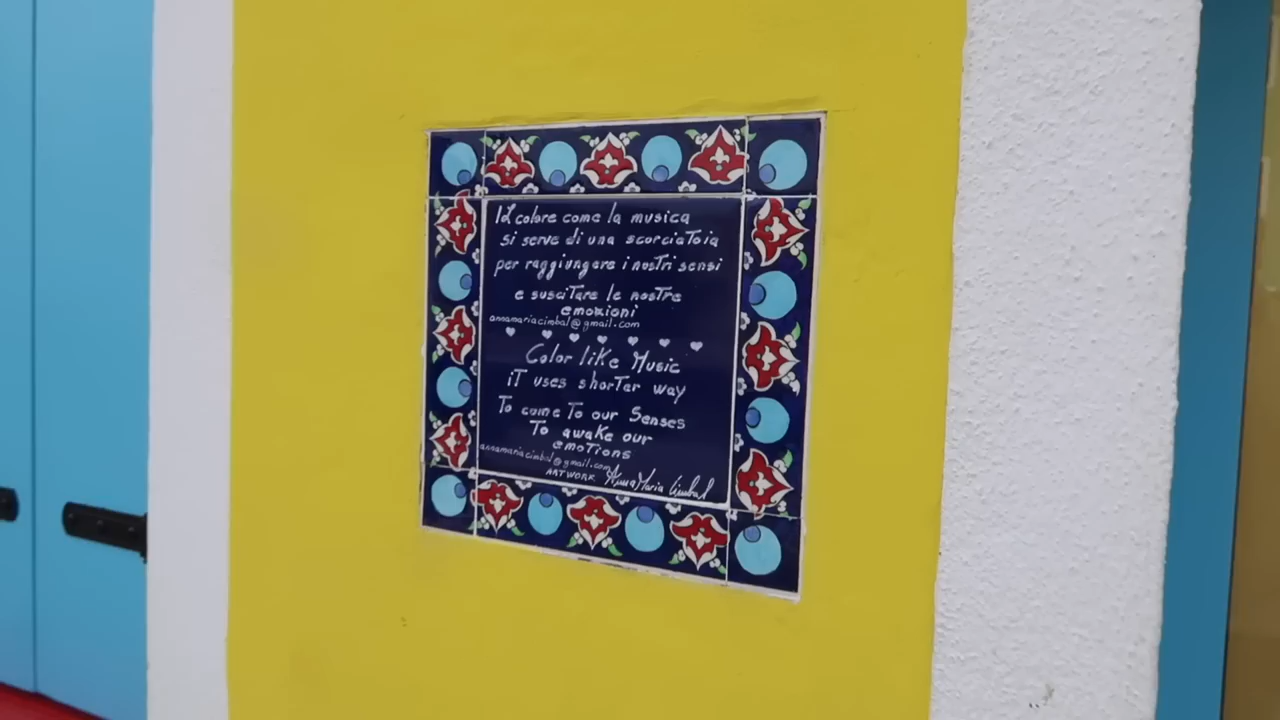 Il colore come la musica
si serve di una scorciatoia
per raggiungere i nostri sensi
e suscitare le nostre
emozioni
annamariacimbal@gmail.com
Color like Music
iT uses shorTer way
To come To our Senses
To awake our
emoTions
annamariacimbal@gmail.com
ARTWORK AnnaMaria Cimbal